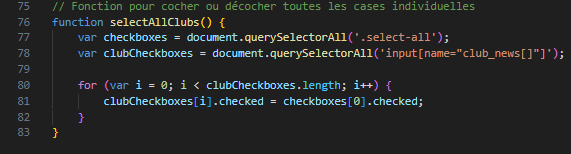 75 // Fonction pour cocher ou décocher toutes les cases individuelles
76 function selectAllClubs() {
77 var checkboxes = document.querySelectorAll('.select-all');
78 var clubCheckboxes = document.querySelectorAll('input[name="club_news[]"]');
79
80 for (var i = 0; i < clubCheckboxes.length; i++) {
81 clubCheckboxes[i].checked = checkboxes[0].checked;
82 }
83 }